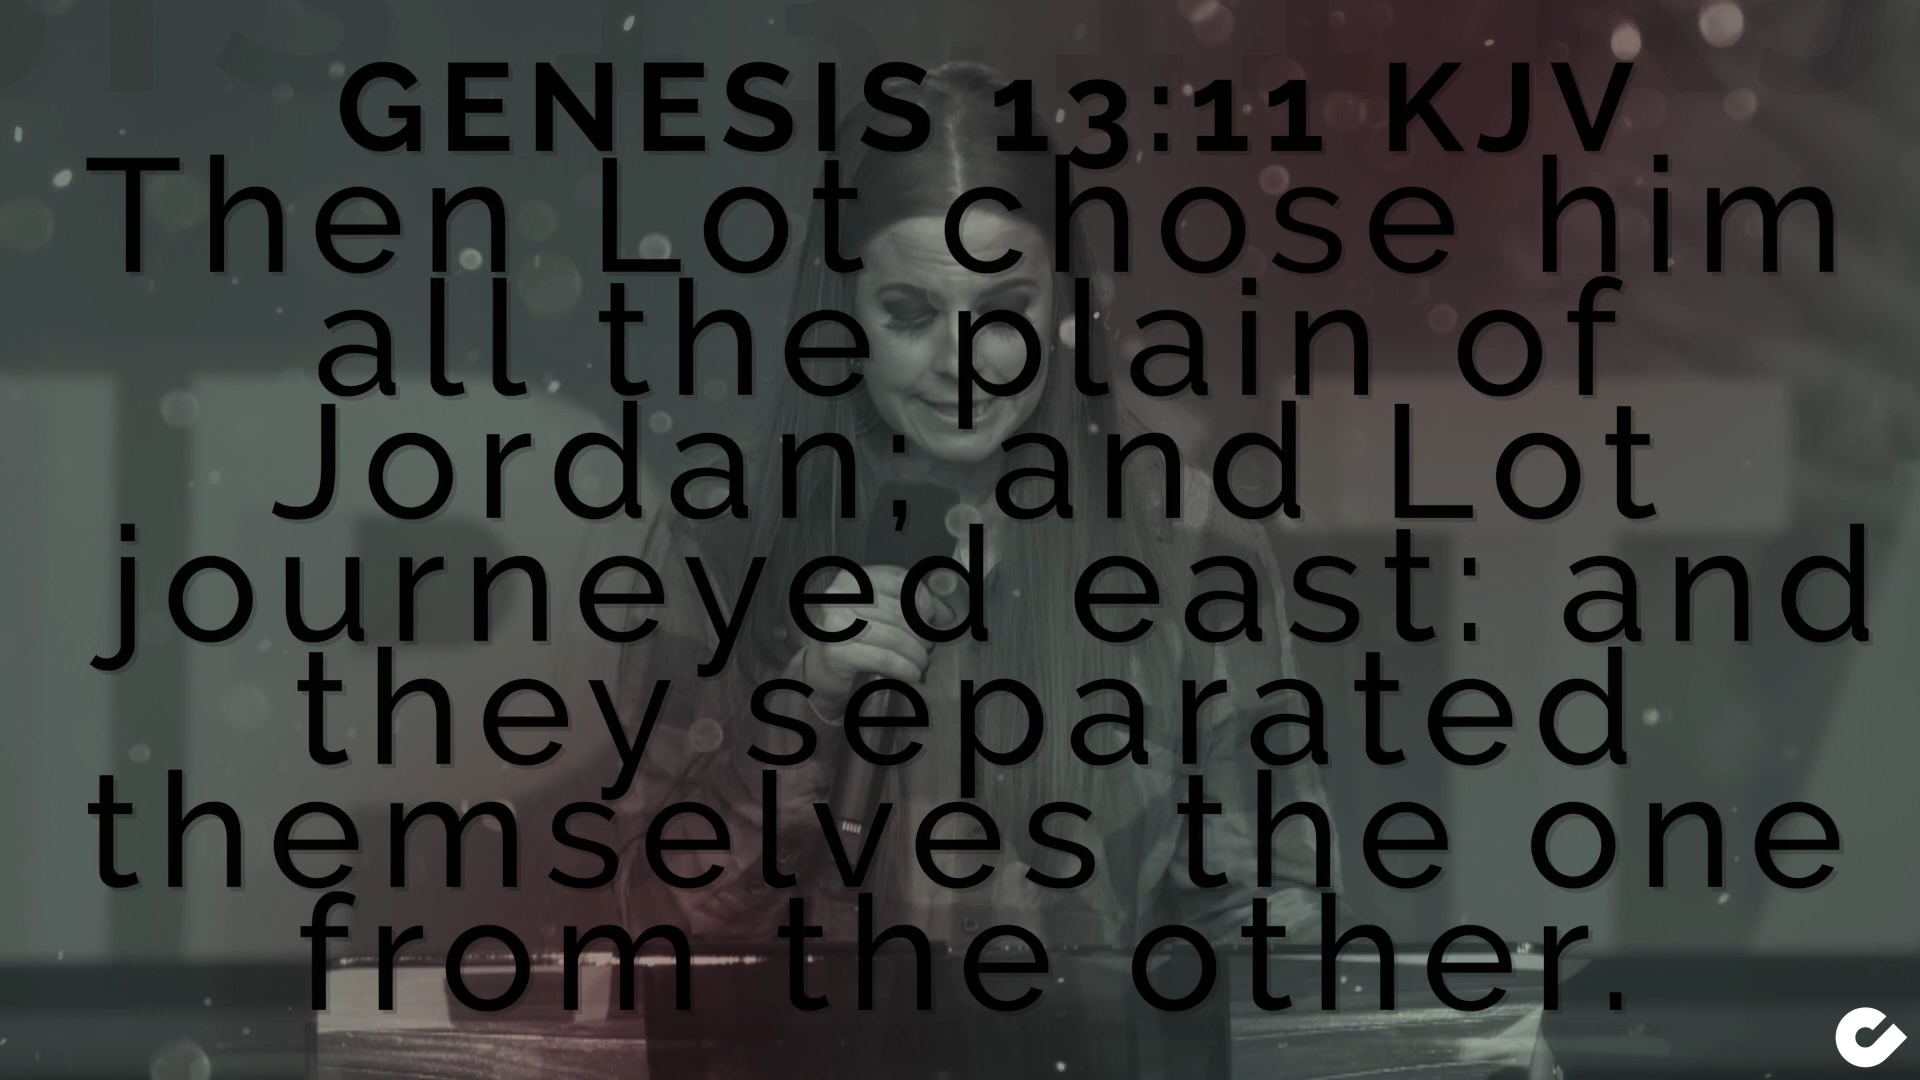 GENESIS 13:11 KJV
Then Lot chose him
all the plain of
Jordan; and Lot
journeyed east: and
they separated
themselves the one
from the other.